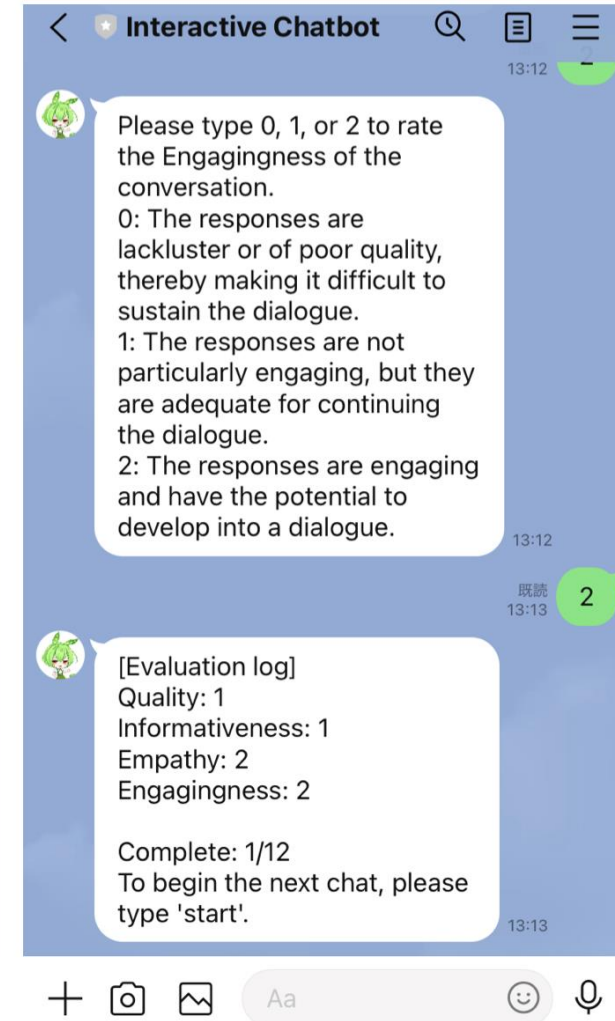 Interactive Chatbot
2
13:12
Please type 0, 1, or 2 to rate
the Engagingness of the
conversation.
0: The responses are
lackluster or of poor quality,
thereby making it difficult to
sustain the dialogue.
1: The responses are not
particularly engaging, but they
are adequate for continuing
the dialogue.
2: The responses are engaging
and have the potential to
develop into a dialogue.
13:12
既読
13:13
2
[Evaluation log]
Quality: 1
Informativeness: 1
Empathy: 2
Engagingness: 2
Complete: 1/12
To begin the next chat, please
type 'start'.
13:13
Aa